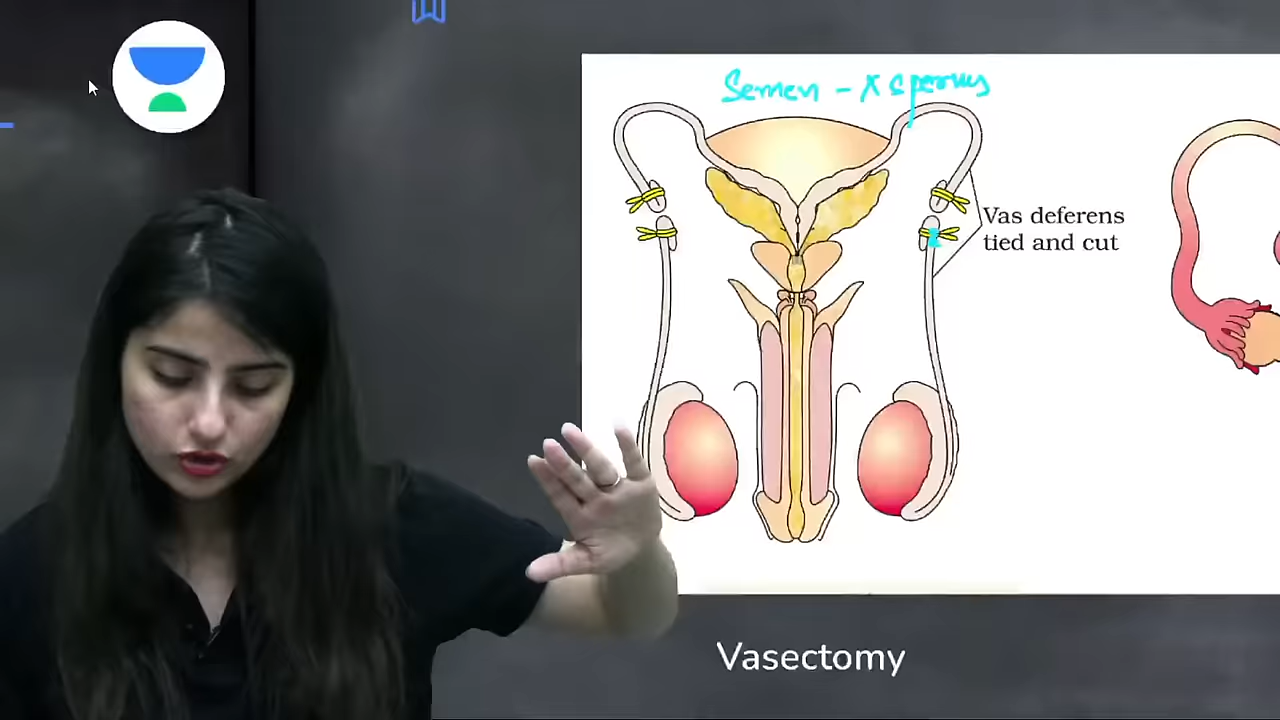 Semen - X sperms
Vas deferens
tied and cut
Vasectomy